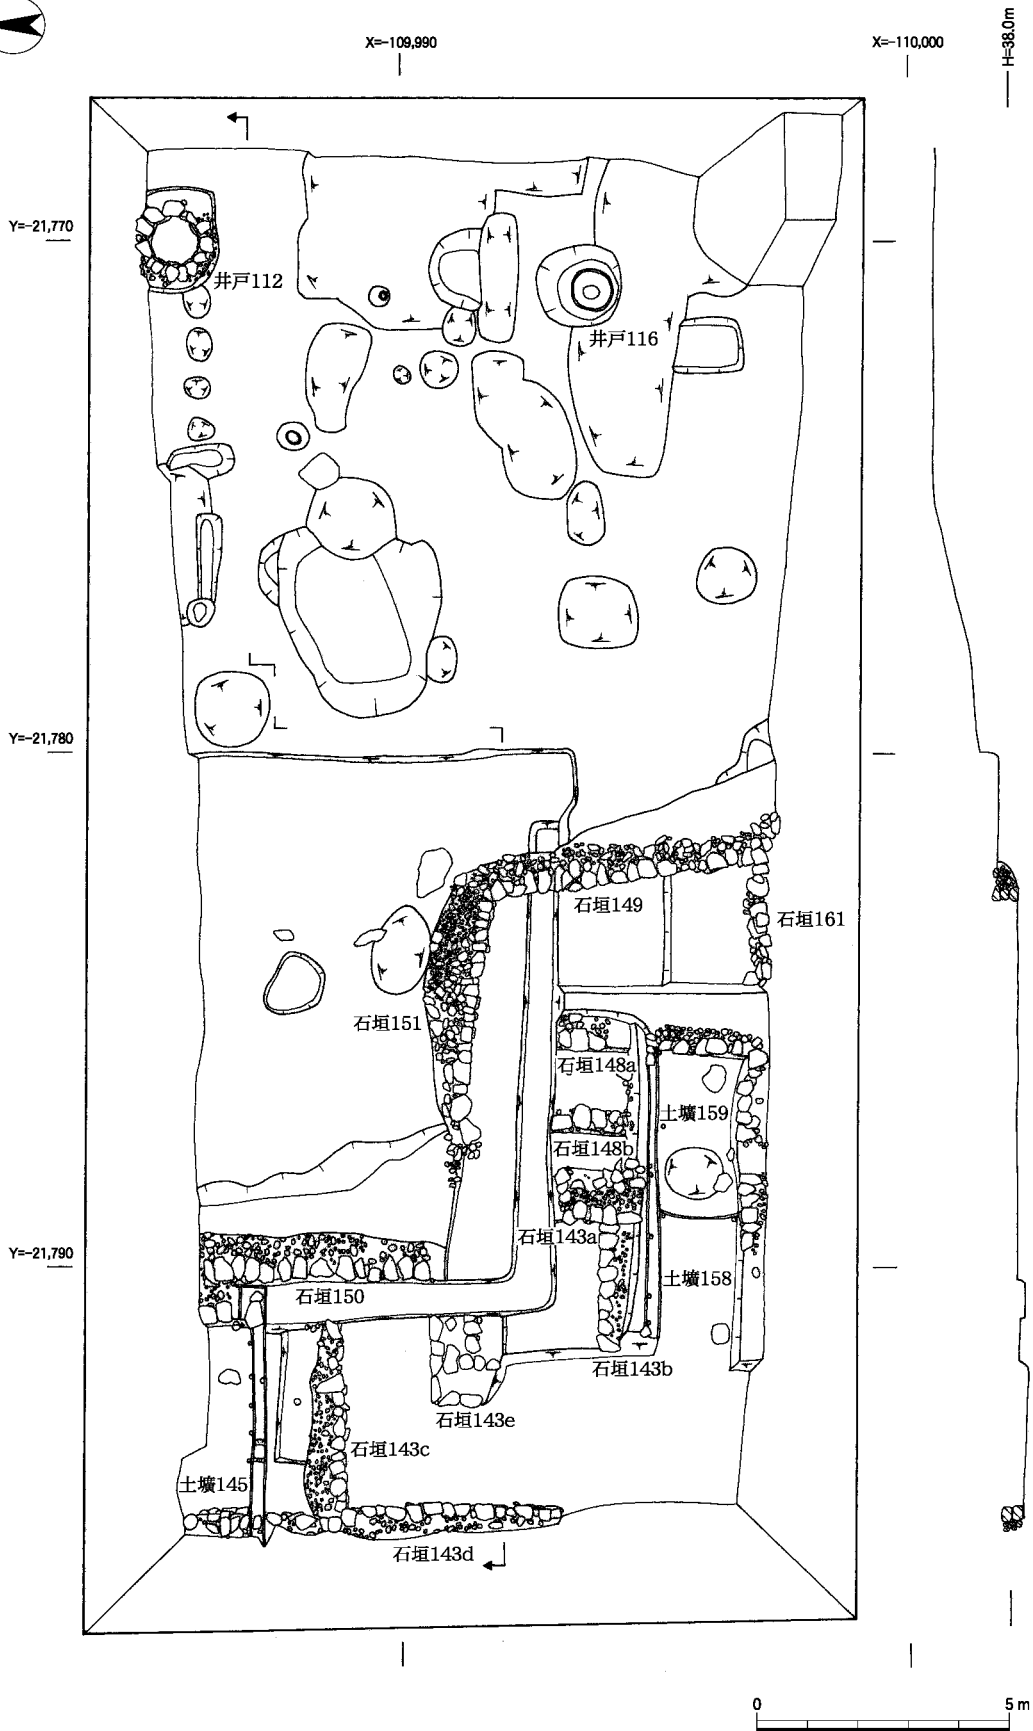 X=-109,990
X=-110,000
H=38.0m
Y=-21,770
井戸112
井戸116
Y=-21,780
石垣149
石垣161
石垣151
石垣148a
土壙159
石垣148b
石垣143a
Y=-21,790
土壙158
石垣150
石垣143b
石垣143e
石垣143c
土壙145
石垣143d
0
5m